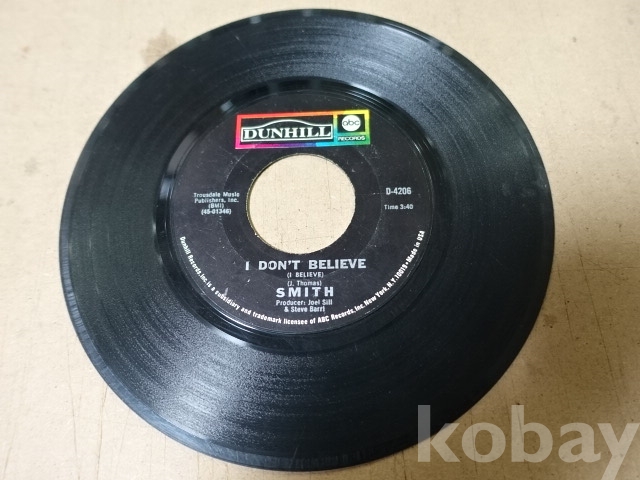 DUNHILL
abc
RECORDS
Trousdale Music
Publishers, Inc.
(BMI)
(45-01346)
D-4206
Time 3:40
I DON'T BELIEVE
(I BELIEVE)
(J. Thomas)
SMITH
Producer: Joel Sill
& Steve Barri
Dunhill Records, Inc. is a subsidiary and trademark licensee of ABC Records, Inc. New York, N.Y. 10019 • Made in USA
kobay